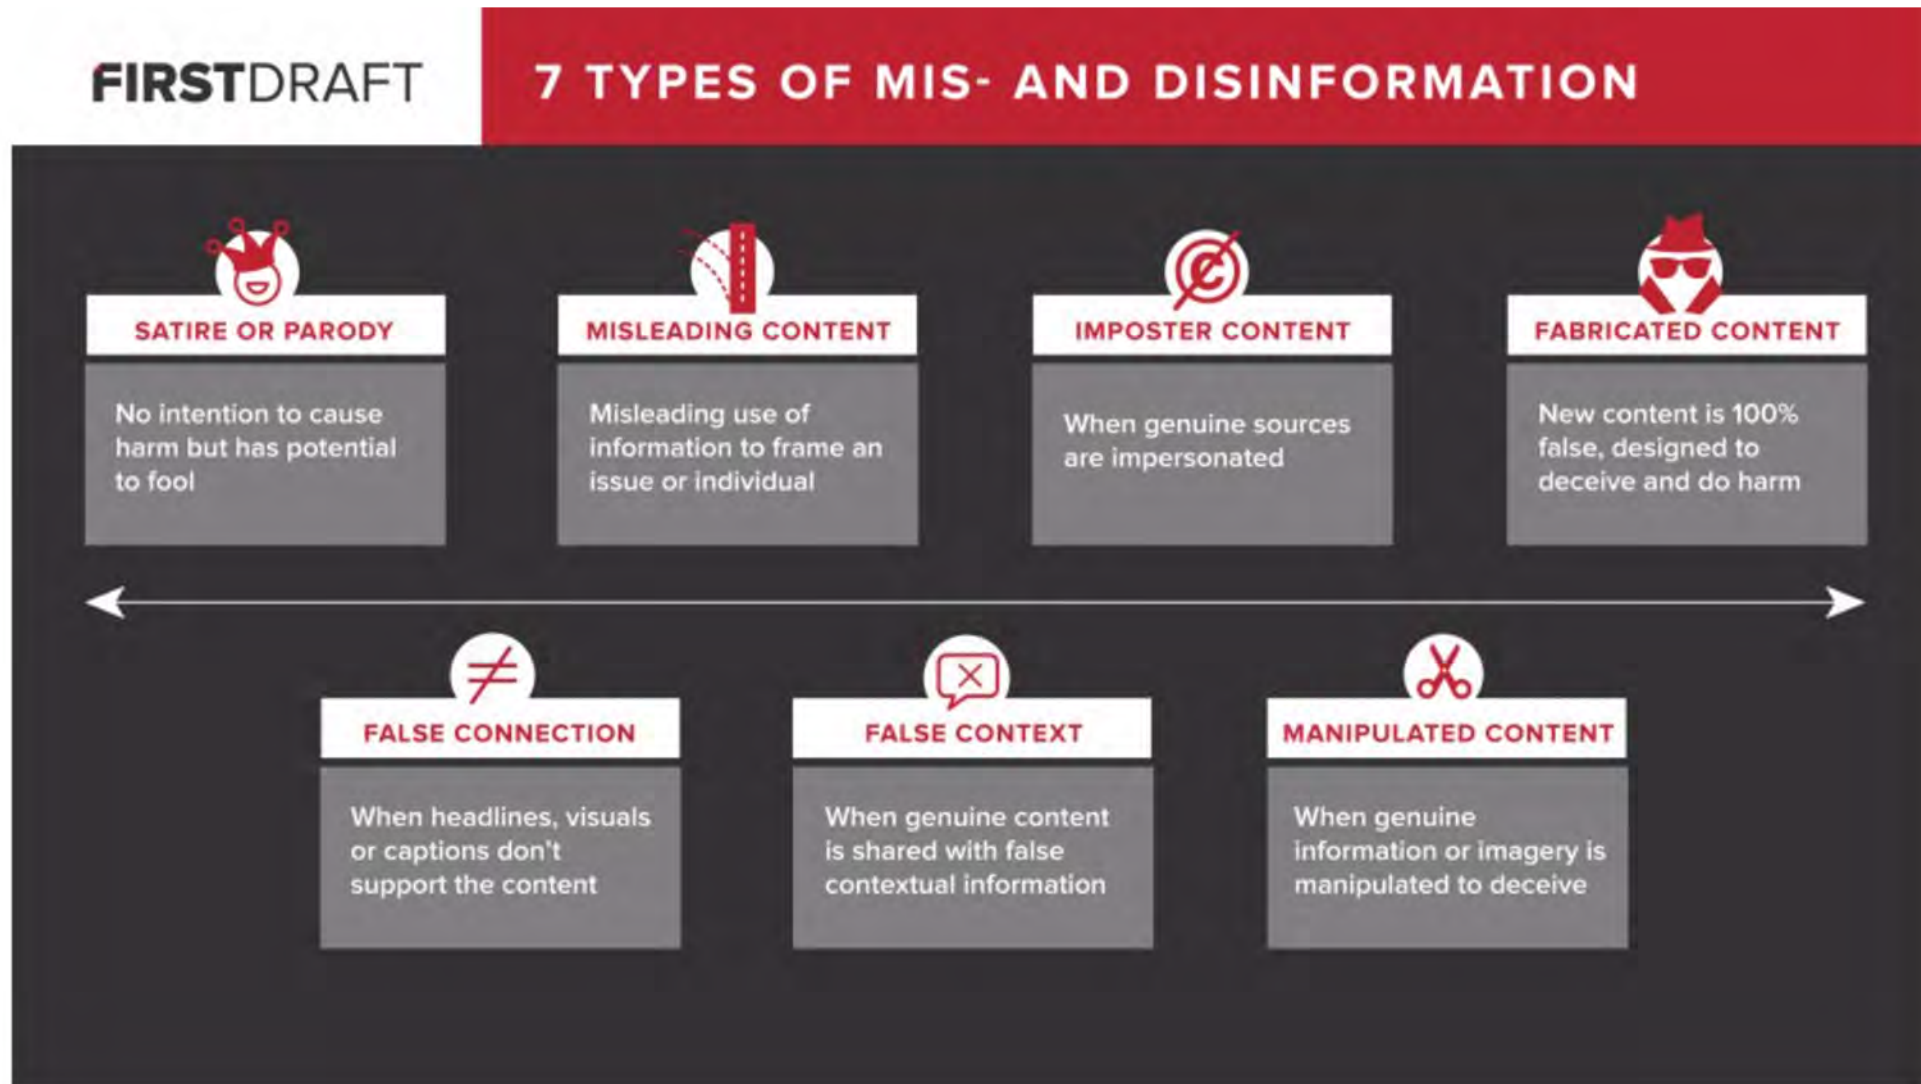 FIRSTDRAFT
7 TYPES OF MIS- AND DISINFORMATION
SATIRE OR PARODY
No intention to cause
harm but has potential
to fool
MISLEADING CONTENT
Misleading use of
information to frame an
issue or individual
IMPOSTER CONTENT
When genuine sources
are impersonated
FABRICATED CONTENT
New content is 100%
false, designed to
deceive and do harm
FALSE CONNECTION
When headlines, visuals
or captions don't
support the content
FALSE CONTEXT
When genuine content
is shared with false
contextual information
MANIPULATED CONTENT
When genuine
information or imagery is
manipulated to deceive